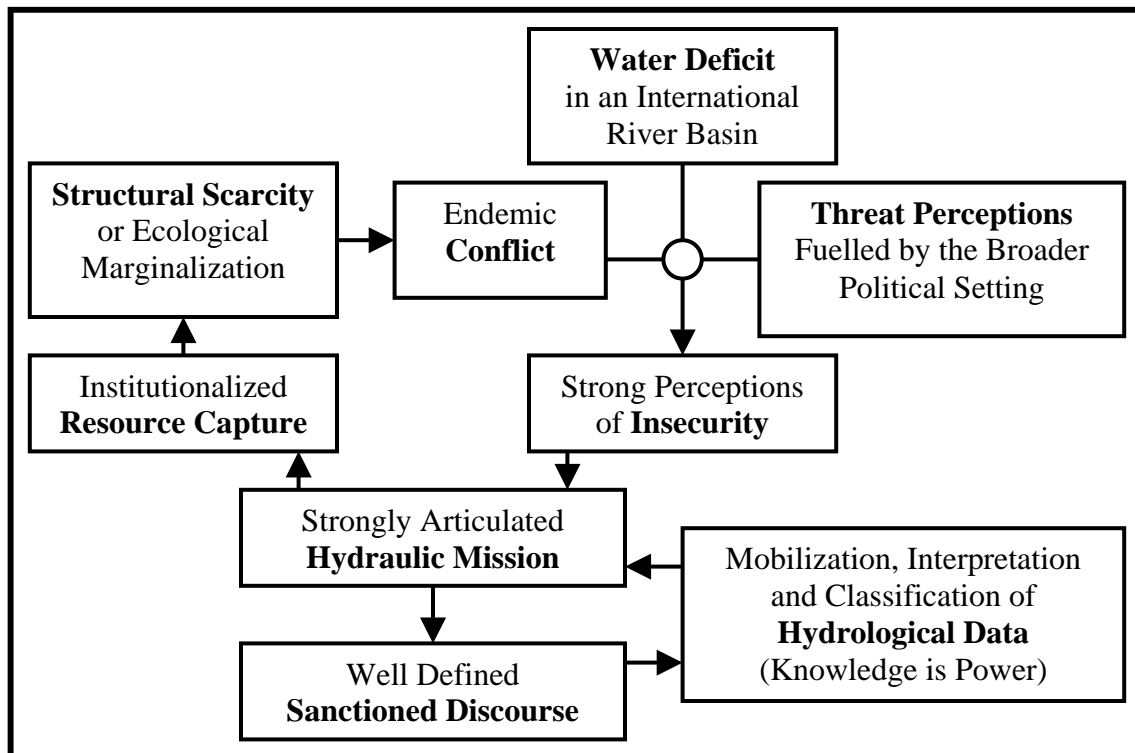 Water Deficit
in an International
River Basin
Structural Scarcity
or Ecological
Marginalization
Endemic
Conflict
Threat Perceptions
Fuelled by the Broader
Political Setting
Institutionalized
Resource Capture
Strong Perceptions
of Insecurity
Strongly Articulated
Hydraulic Mission
Mobilization, Interpretation
and Classification of
Hydrological Data
(Knowledge is Power)
Well Defined
Sanctioned Discourse